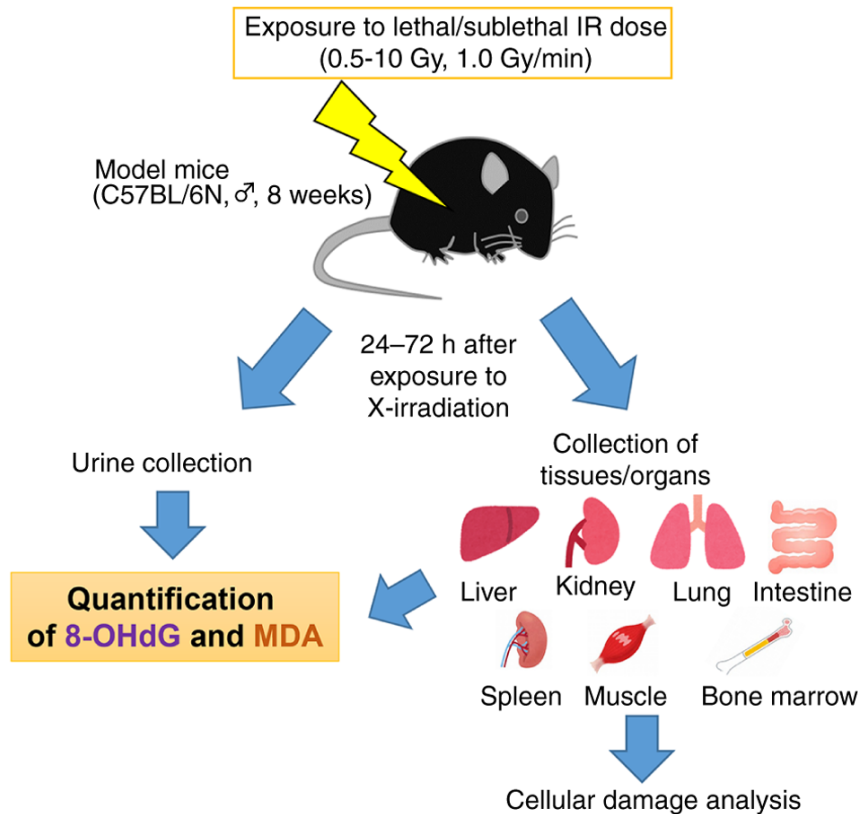 Exposure to lethal/sublethal IR dose
(0.5-10 Gy, 1.0 Gy/min)
Model mice
(C57BL/6N, ♂, 8 weeks)
24–72 h after
exposure to
X-irradiation
Urine collection
Collection of
tissues/organs
Liver
Kidney
Lung
Intestine
Spleen
Muscle
Bone marrow
Quantification
of 8-OHdG and MDA
Cellular damage analysis